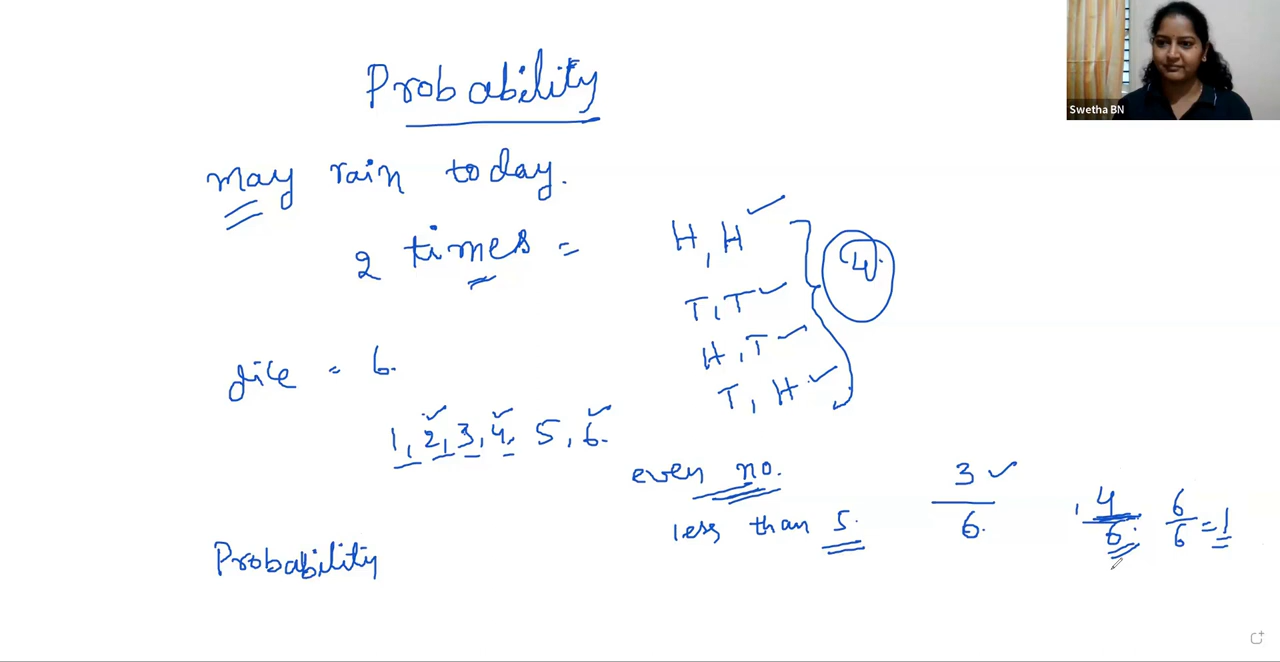 Probability
Swetha BN
may rain today.
2 times = H, H
T, T
H, T
T, H
4.
dice = 6.
1, 2, 3, 4, 5, 6.
even no. 3/6.
less than 5. , 4/6. 6/6 = 1
Probability